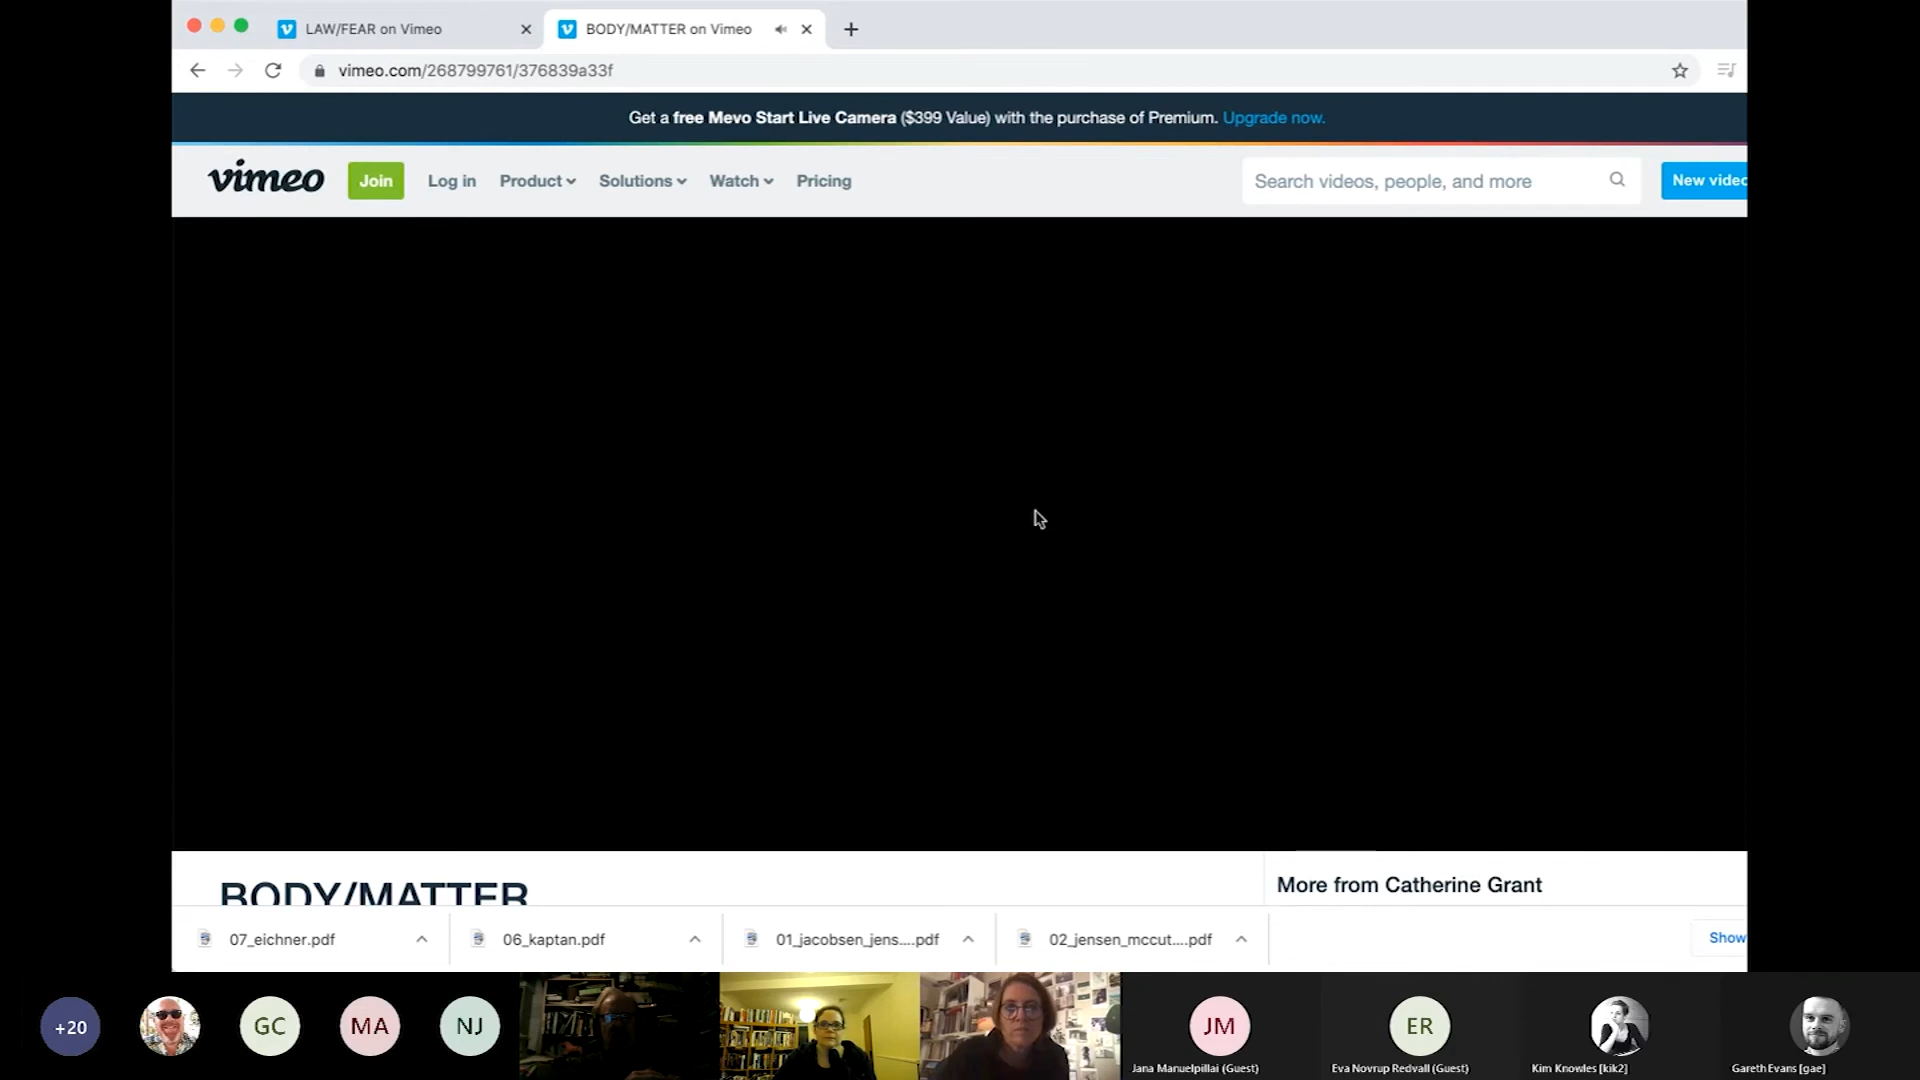 LAW/FEAR on Vimeo
BODY/MATTER on Vimeo
vimeo.com/268799761/376839a33f
Get a free Mevo Start Live Camera ($399 Value) with the purchase of Premium. Upgrade now.
vimeo Join Log in Product Solutions Watch Pricing Search videos, people, and more New video
BODY/MATTER
More from Catherine Grant
07_eichner.pdf
06_kaptan.pdf
01_jacobsen_jens....pdf
02_jensen_mccut....pdf
Show
+20
GC
MA
NJ
JM
ER
Jana Manuelpillai (Guest)
Eva Novrup Redvall (Guest)
Kim Knowles [kik2]
Gareth Evans [gae]